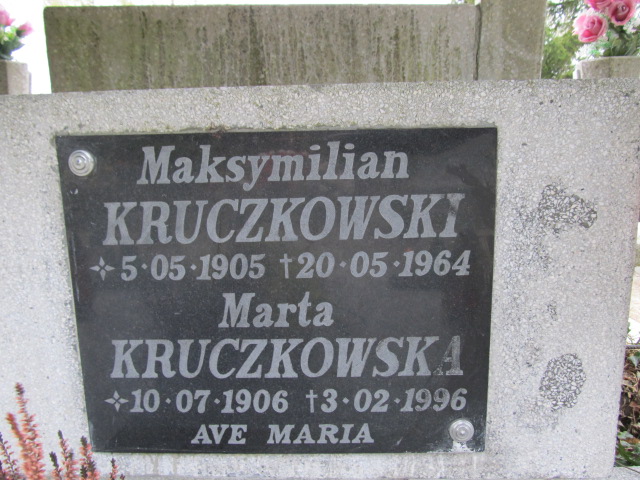 Maksymilian
KRUCZKOWSKI
✧5·05·1905 †20·05·1964
Marta
KRUCZKOWSKA
✧10·07·1906 †3·02·1996
AVE MARIA